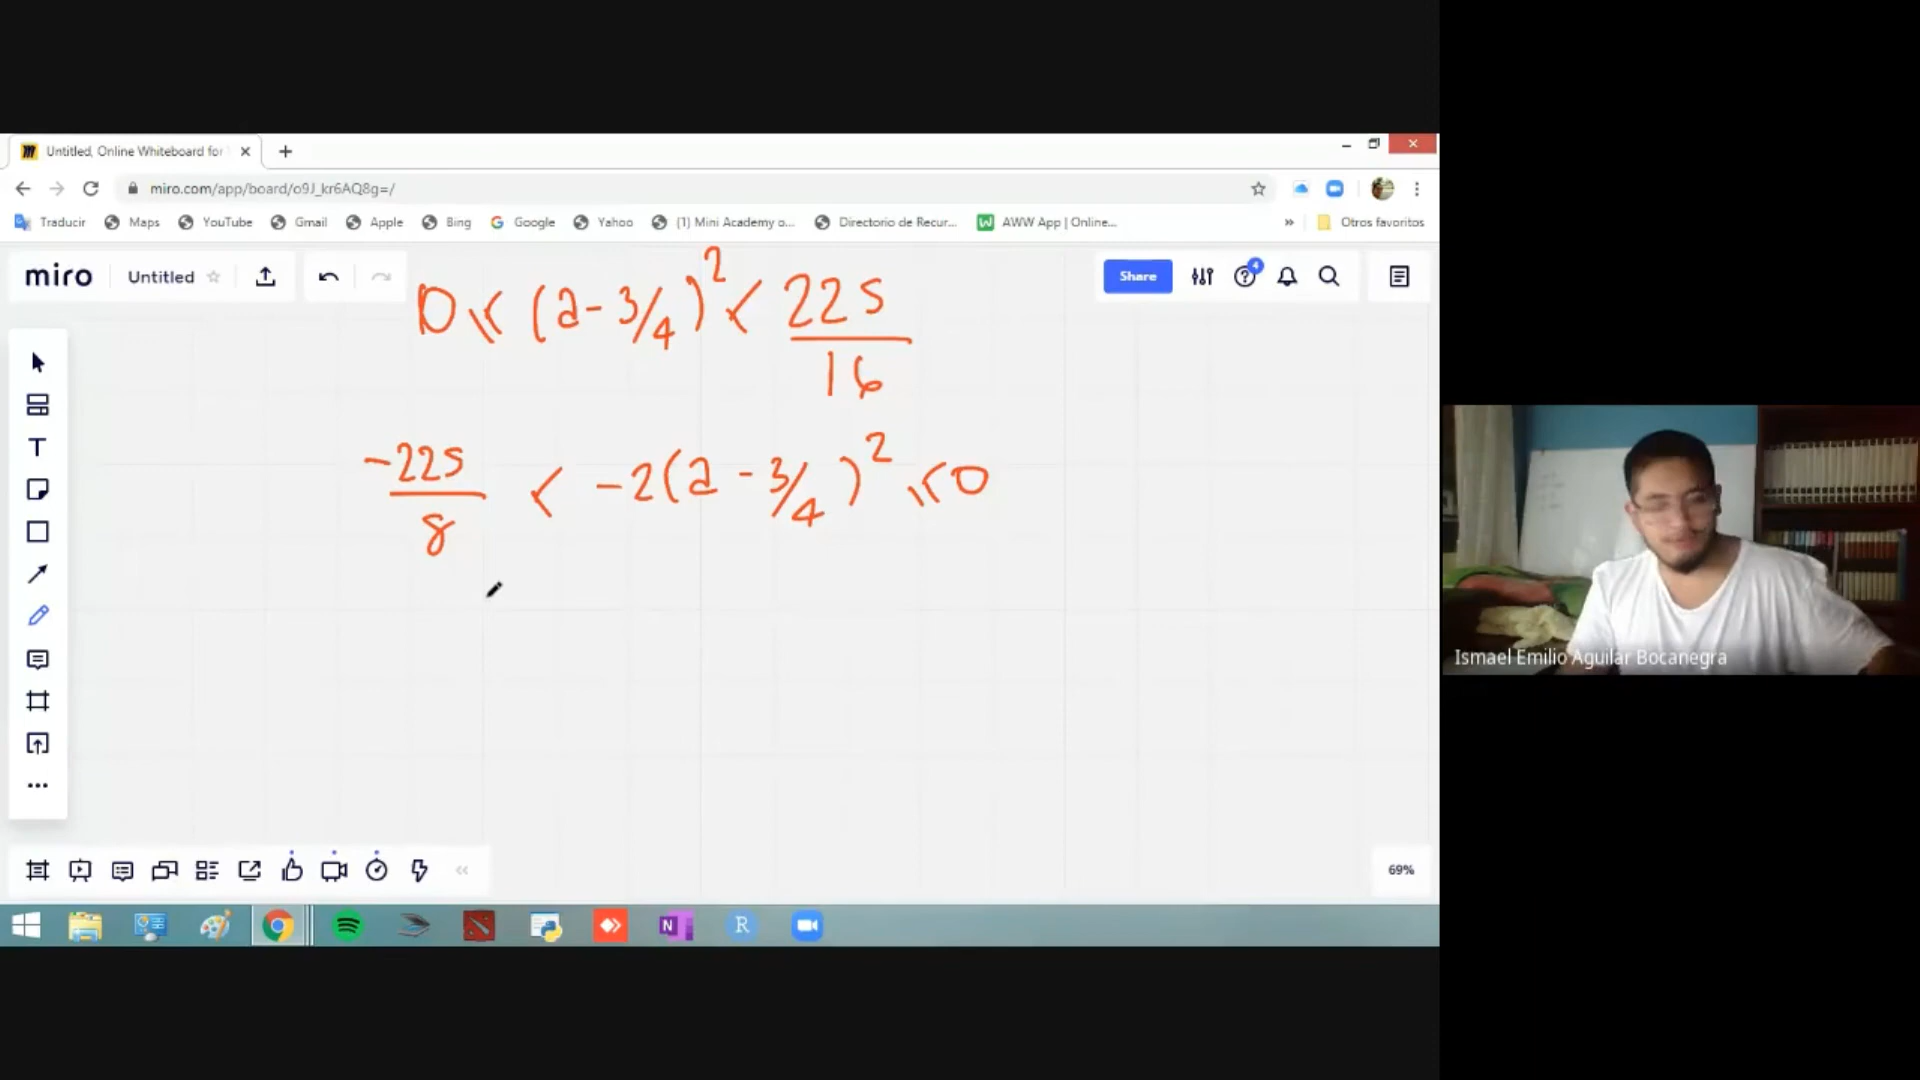 Untitled, Online Whiteboard for
miro.com/app/board/o9J_kr6AQ8g=/
Traducir Maps YouTube Gmail Apple Bing Google Yahoo (1) Mini Academy o... Directorio de Recur... AWW App | Online... » Otros favoritos
miro Untitled Share 4
0 ≤ (a - 3/4)² < 225/16
-225/8 < -2(a - 3/4)² ≤ 0
T
Ismael Emilio Aguilar Bocanegra
69%
N R